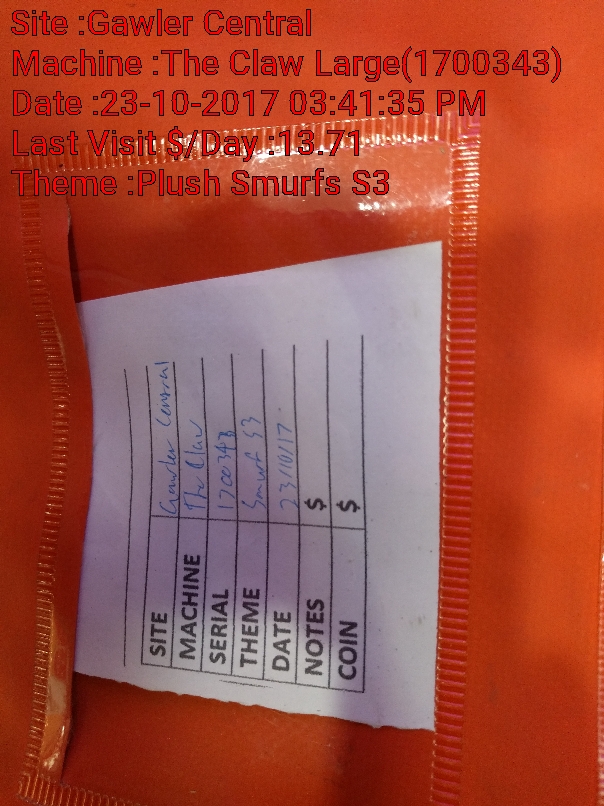 Site :Gawler Central
Machine :The Claw Large(1700343)
Date :23-10-2017 03:41:35 PM
Last Visit $/Day :13.71
Theme :Plush Smurfs S3
SITE Gawler Central
MACHINE The Claw
SERIAL 1700343
THEME Smurf S3
DATE 23/10/17.
NOTES $
COIN $